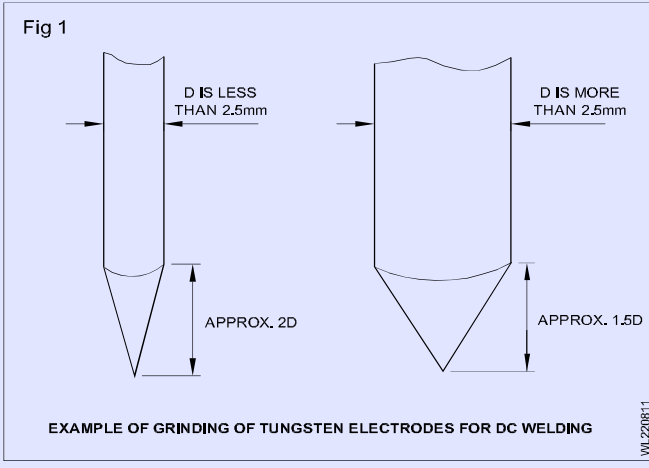 Fig 1
D IS LESS
THAN 2.5mm
D IS MORE
THAN 2.5mm
APPROX. 2D
APPROX. 1.5D
EXAMPLE OF GRINDING OF TUNGSTEN ELECTRODES FOR DC WELDING
WL220811